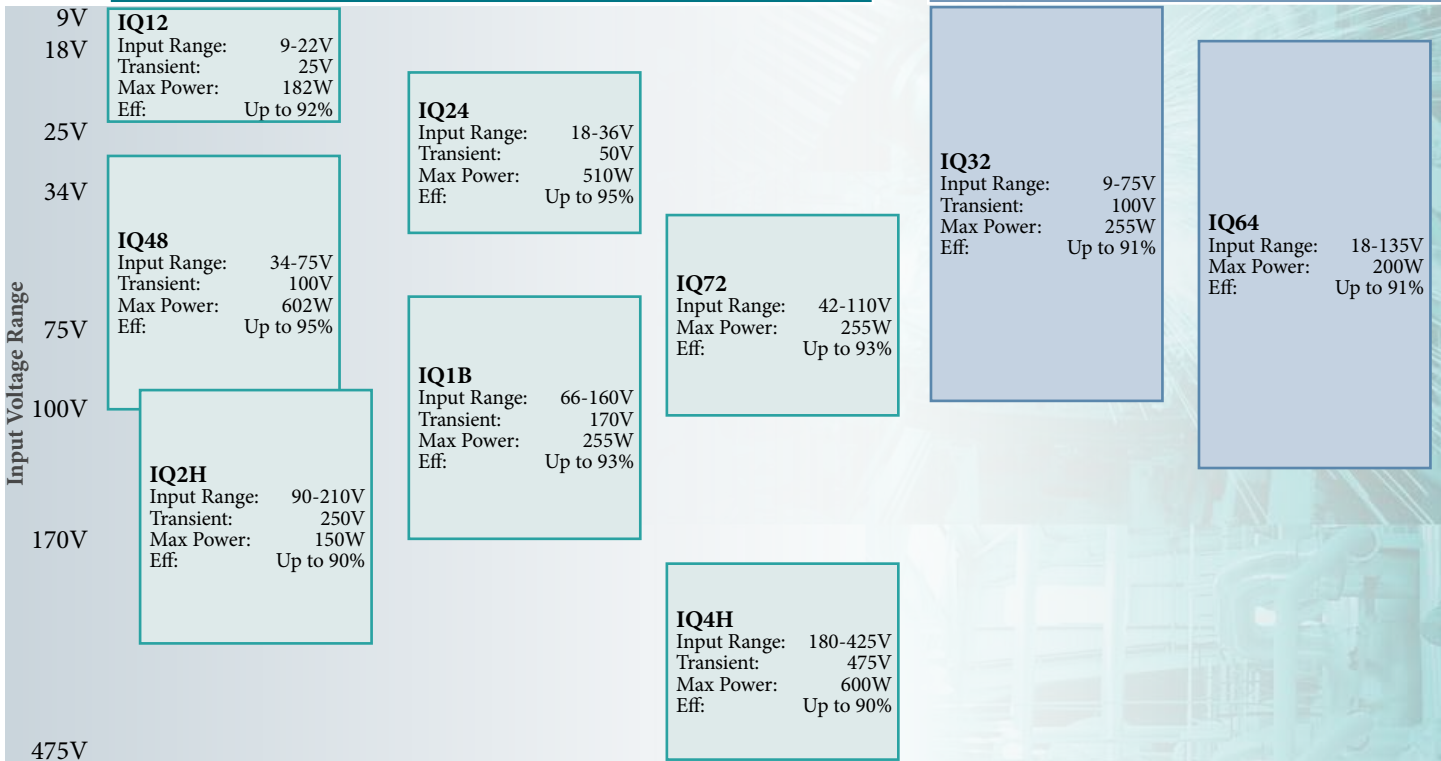 Input Voltage Range
9V
18V
25V
34V
75V
100V
170V
475V
IQ12
Input Range: 9-22V
Transient: 25V
Max Power: 182W
Eff: Up to 92%
IQ48
Input Range: 34-75V
Transient: 100V
Max Power: 602W
Eff: Up to 95%
IQ2H
Input Range: 90-210V
Transient: 250V
Max Power: 150W
Eff: Up to 90%
IQ24
Input Range: 18-36V
Transient: 50V
Max Power: 510W
Eff: Up to 95%
IQ1B
Input Range: 66-160V
Transient: 170V
Max Power: 255W
Eff: Up to 93%
IQ72
Input Range: 42-110V
Max Power: 255W
Eff: Up to 93%
IQ4H
Input Range: 180-425V
Transient: 475V
Max Power: 600W
Eff: Up to 90%
IQ32
Input Range: 9-75V
Transient: 100V
Max Power: 255W
Eff: Up to 91%
IQ64
Input Range: 18-135V
Max Power: 200W
Eff: Up to 91%